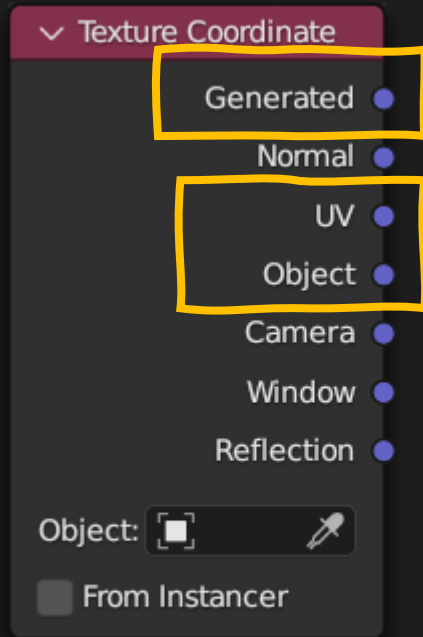 Texture Coordinate
Generated
Normal
UV
Object
Camera
Window
Reflection
Object:
From Instancer